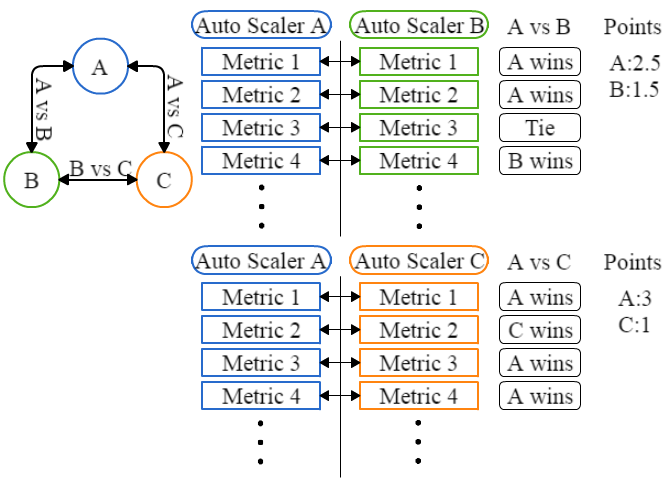 A
B
C
A vs B
A vs C
B vs C
Auto Scaler A Auto Scaler B A vs B Points
Metric 1 Metric 1 A wins A:2.5
Metric 2 Metric 2 A wins B:1.5
Metric 3 Metric 3 Tie
Metric 4 Metric 4 B wins
Auto Scaler A Auto Scaler C A vs C Points
Metric 1 Metric 1 A wins A:3
Metric 2 Metric 2 C wins C:1
Metric 3 Metric 3 A wins
Metric 4 Metric 4 A wins